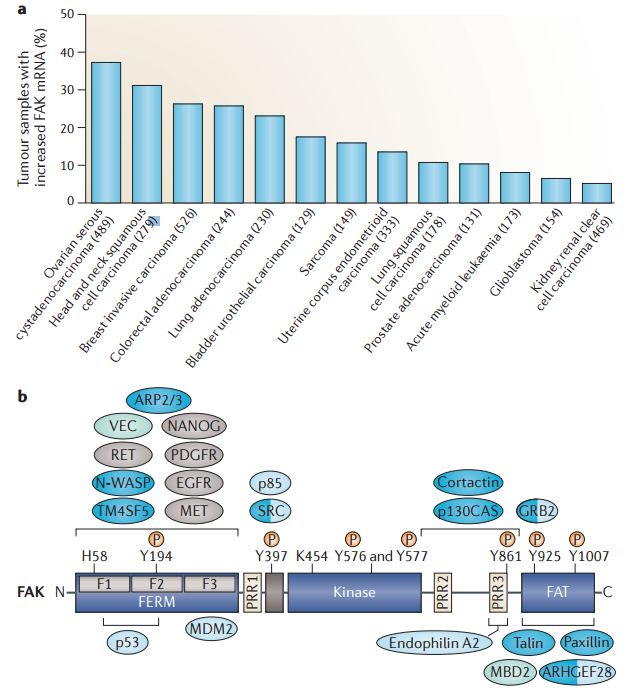 a
Tumour samples with
increased FAK mRNA (%)
50
40
30
20
10
0
Ovarian serous
cystadenocarcinoma (489)
Head and neck squamous
cell carcinoma (279)
Breast invasive carcinoma (526)
Colorectal adenocarcinoma (244)
Lung adenocarcinoma (230)
Bladder urothelial carcinoma (129)
Sarcoma (149)
Uterine corpus endometrioid
carcinoma (333)
Lung squamous
cell carcinoma (178)
Prostate adenocarcinoma (131)
Acute myeloid leukaemia (173)
Glioblastoma (154)
Kidney renal clear
cell carcinoma (469)
b
ARP2/3
VEC NANOG
RET PDGFR
N-WASP EGFR p85 Cortactin
TM4SF5 MET SRC p130CAS GRB2
P P P P P P P
H58 Y194 Y397 K454 Y576 and Y577 Y861 Y925 Y1007
FAK N F1 F2 F3 FERM PRR1 Kinase PRR2 PRR3 FAT C
p53 MDM2 Endophilin A2 Talin Paxillin
MBD2 ARHGEF28